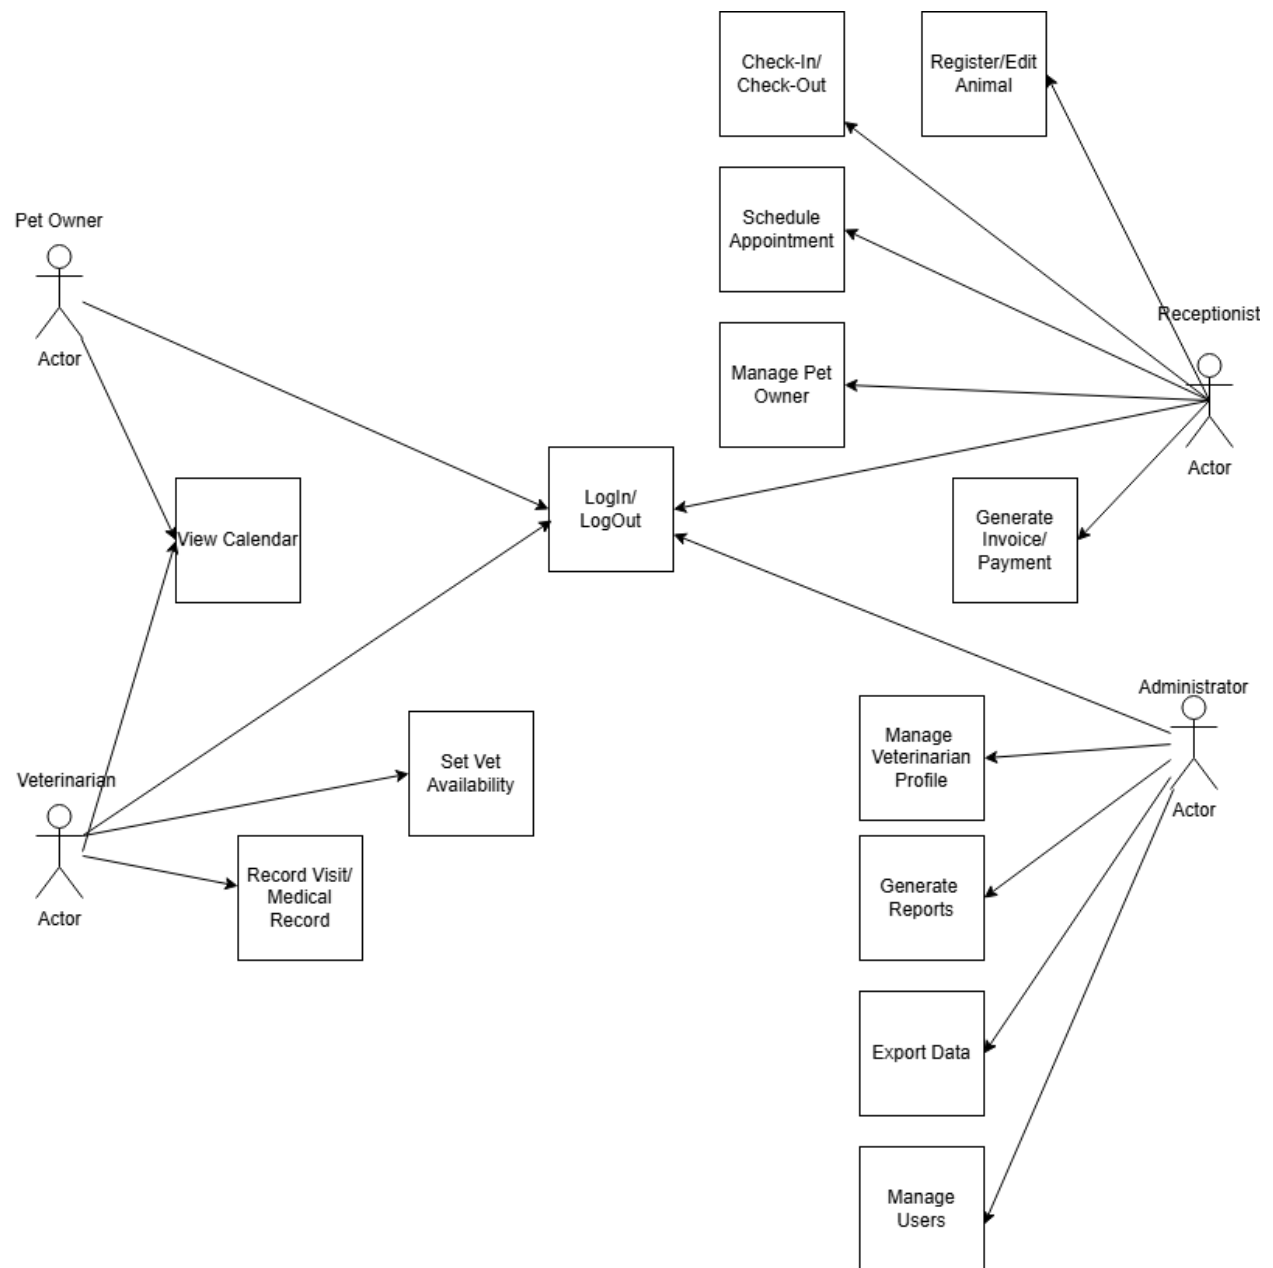 Check-In/
Check-Out
Register/Edit
Animal
Schedule
Appointment
Pet Owner
Actor
Receptionist
Manage Pet
Owner
Actor
LogIn/
LogOut
View Calendar
Generate
Invoice/
Payment
Administrator
Manage
Veterinarian
Profile
Actor
Set Vet
Availability
Veterinarian
Record Visit/
Medical
Record
Actor
Generate
Reports
Export Data
Manage
Users